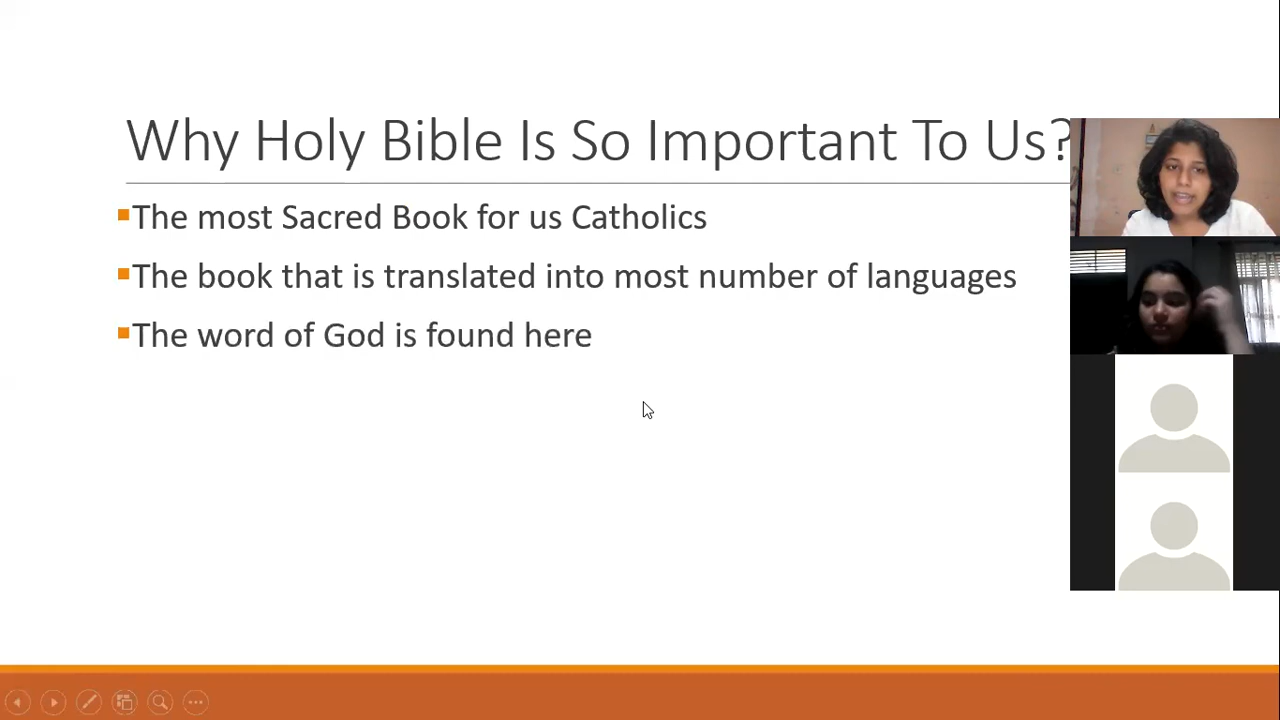 Why Holy Bible Is So Important To Us?
The most Sacred Book for us Catholics
The book that is translated into most number of languages
The word of God is found here